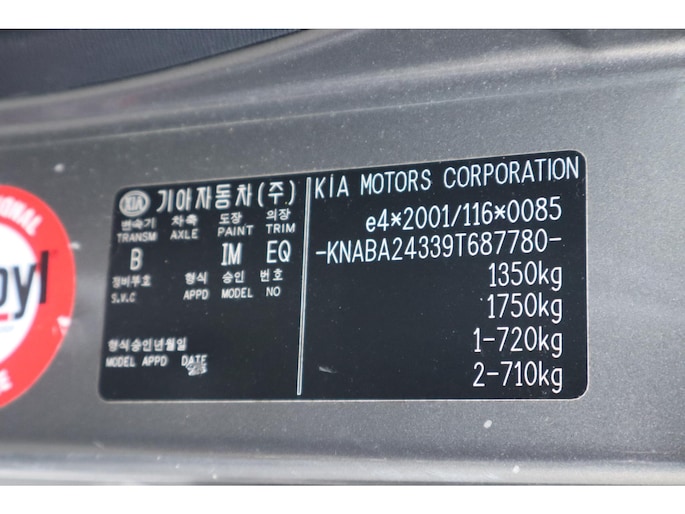 KIA 기아자동차(주.)
변속기 차축 도장 의장
TRANSM AXLE PAINT TRIM
B IM EQ
정비부호 형식 승인 번호
S.V.C APPD MODEL NO
형식승인년월일
MODEL APPD DATE
KIA MOTORS CORPORATION
e4*2001/116*0085
-KNABA24339T687780-
1350kg
1750kg
1-720kg
2-710kg